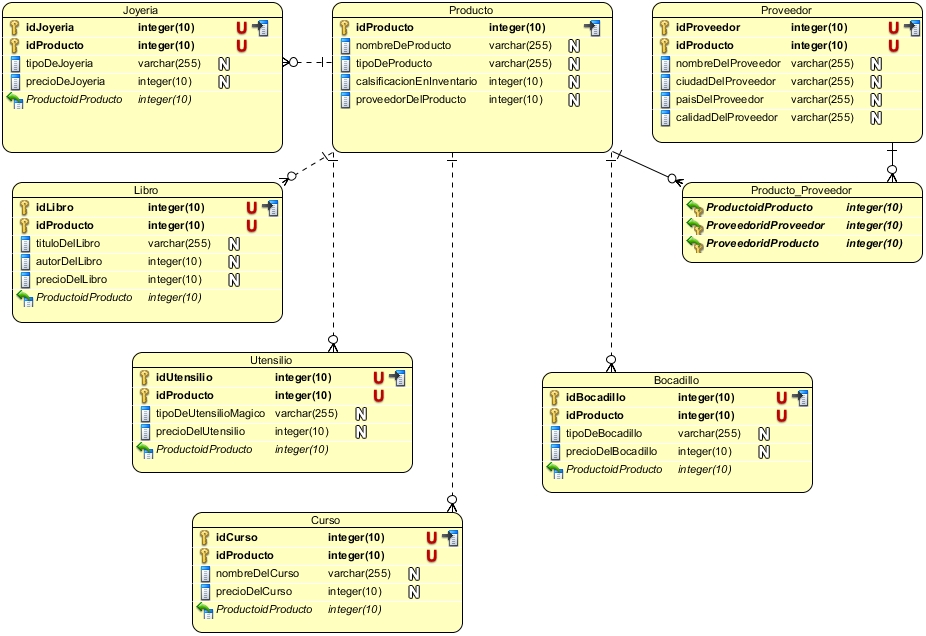 Joyeria
idJoyeria integer(10) U
idProducto integer(10) U
tipoDeJoyeria varchar(255) N
precioDeJoyeria integer(10) N
ProductoidProducto integer(10)
Producto
idProducto integer(10)
nombreDeProducto varchar(255) N
tipoDeProducto varchar(255) N
calsificacionEnInventario integer(10) N
proveedorDelProducto integer(10) N
Proveedor
idProveedor integer(10) U
idProducto integer(10) U
nombreDelProveedor varchar(255) N
ciudadDelProveedor varchar(255) N
paisDelProveedor varchar(255) N
calidadDelProveedor varchar(255) N
Libro
idLibro integer(10) U
idProducto integer(10) U
tituloDelLibro varchar(255) N
autorDelLibro integer(10) N
precioDelLibro integer(10) N
ProductoidProducto integer(10)
Producto_Proveedor
ProductoidProducto integer(10)
ProveedoridProveedor integer(10)
ProveedoridProducto integer(10)
Utensilio
idUtensilio integer(10) U
idProducto integer(10) U
tipoDeUtensilioMagico varchar(255) N
precioDelUtensilio integer(10) N
ProductoidProducto integer(10)
Bocadillo
idBocadillo integer(10) U
idProducto integer(10) U
tipoDeBocadillo varchar(255) N
precioDelBocadillo integer(10) N
ProductoidProducto integer(10)
Curso
idCurso integer(10) U
idProducto integer(10) U
nombreDelCurso varchar(255) N
precioDelCurso integer(10) N
ProductoidProducto integer(10)